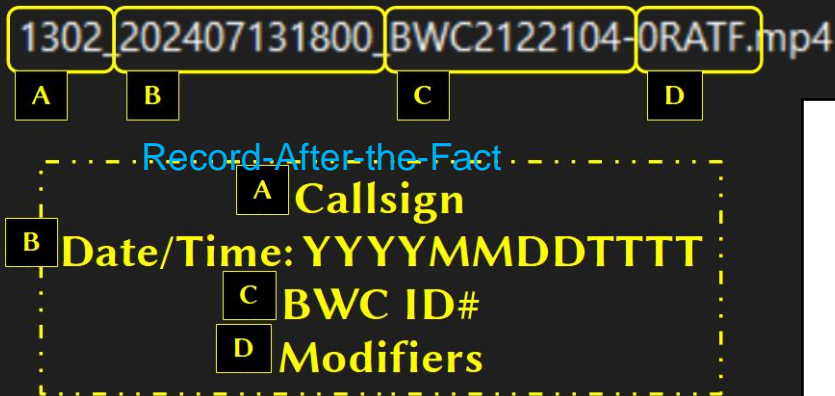 1302_202407131800_BWC2122104-0RATF.mp4
A B C D
Record-After-the-Fact
A Callsign
B Date/Time: YYYYMMDDTTTT
C BWC ID#
D Modifiers